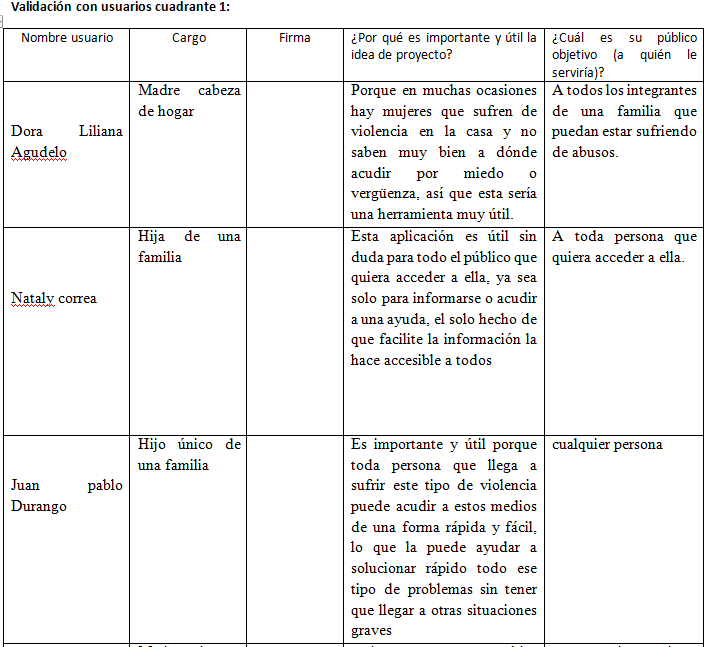 Validación con usuarios cuadrante 1:
Nombre usuario
Cargo
Firma
¿Por qué es importante y útil la
idea de proyecto?
¿Cuál es su público
objetivo (a quién le
serviría)?
Dora Liliana
Agudelo
Madre cabeza
de hogar
Porque en muchas ocasiones
hay mujeres que sufren de
violencia en la casa y no
saben muy bien a dónde
acudir por miedo o
vergüenza, así que esta sería
una herramienta muy útil.
A todos los integrantes
de una familia que
puedan estar sufriendo
de abusos.
Nataly correa
Hija de una
familia
Esta aplicación es útil sin
duda para todo el público que
quiera acceder a ella, ya sea
solo para informarse o acudir
a una ayuda, el solo hecho de
que facilite la información la
hace accesible a todos
A toda persona que
quiera acceder a ella.
Juan pablo
Durango
Hijo único de
una familia
Es importante y útil porque
toda persona que llega a
sufrir este tipo de violencia
puede acudir a estos medios
de una forma rápida y fácil,
lo que la puede ayudar a
solucionar rápido todo ese
tipo de problemas sin tener
que llegar a otras situaciones
graves
cualquier persona